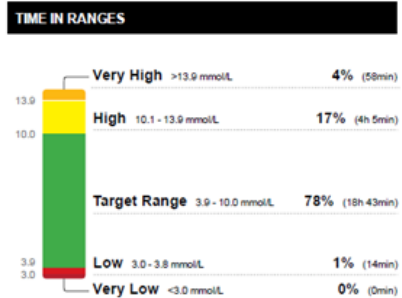 TIME IN RANGES
Very High >13.9 mmol/L 4% (58min)
13.9
High 10.1 - 13.9 mmol/L 17% (4h 5min)
10.0
Target Range 3.9 - 10.0 mmol/L 78% (18h 43min)
3.9
Low 3.0 - 3.8 mmol/L 1% (14min)
3.0
Very Low <3.0 mmol/L 0% (0min)